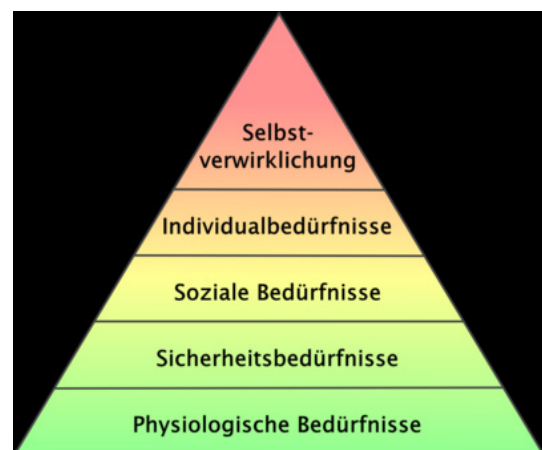 Selbst-
verwirklichung
Individualbedürfnisse
Soziale Bedürfnisse
Sicherheitsbedürfnisse
Physiologische Bedürfnisse